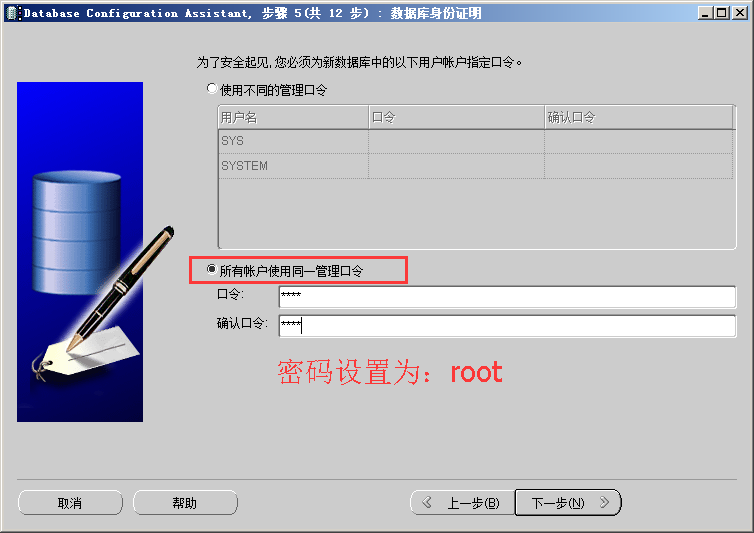 Database Configuration Assistant, 步骤 5(共 12 步) : 数据库身份证明
为了安全起见,您必须为新数据库中的以下用户帐户指定口令。
使用不同的管理口令
用户名 口令 确认口令
SYS
SYSTEM
所有帐户使用同一管理口令
口令: ****
确认口令: ****
密码设置为：root
取消 帮助 上一步(B) 下一步(N)